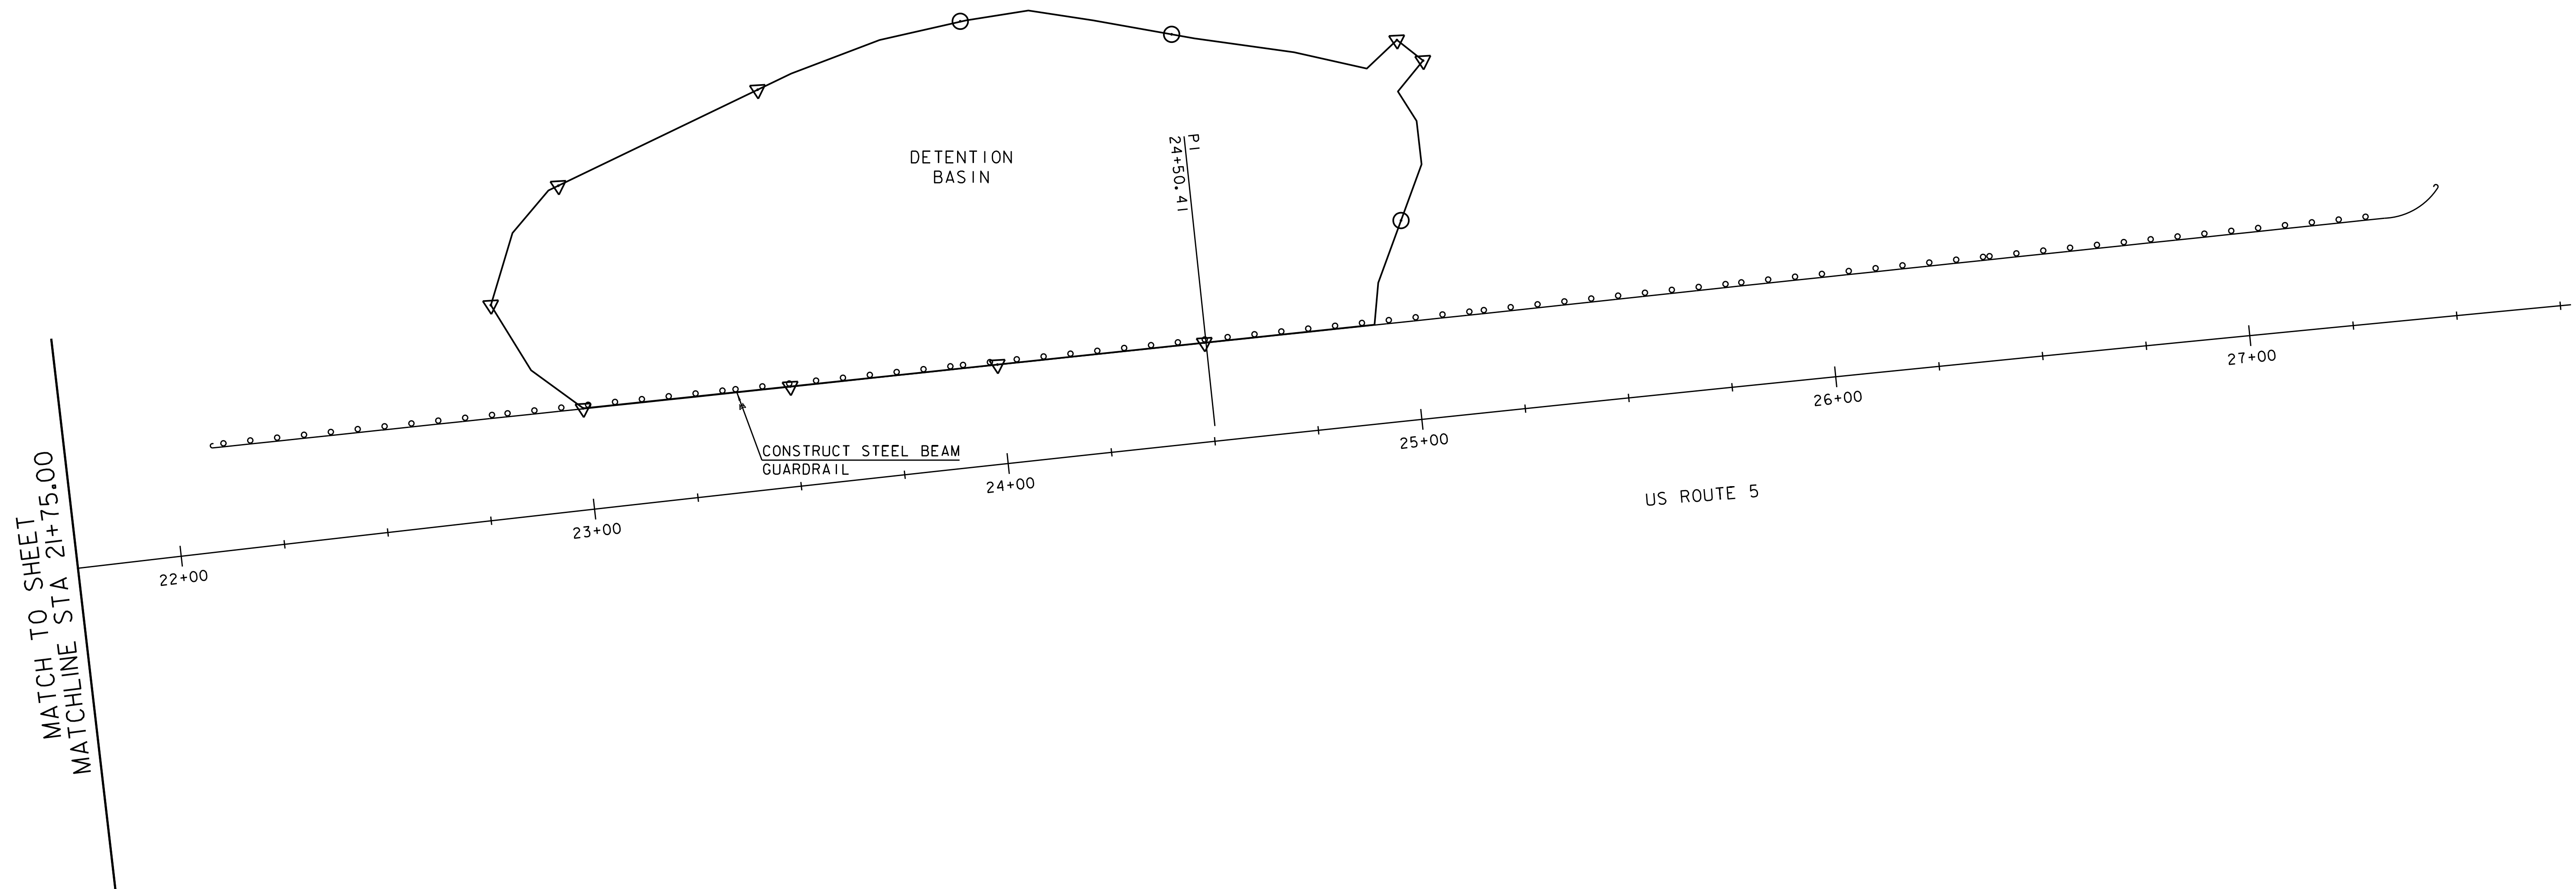 DETENTION
BASIN
PI
24+50.41
CONSTRUCT STEEL BEAM
GUARDRAIL
MATCH TO SHEET
MATCHLINE STA 21+75.00
22+00
23+00
24+00
25+00
26+00
27+00
US ROUTE 5